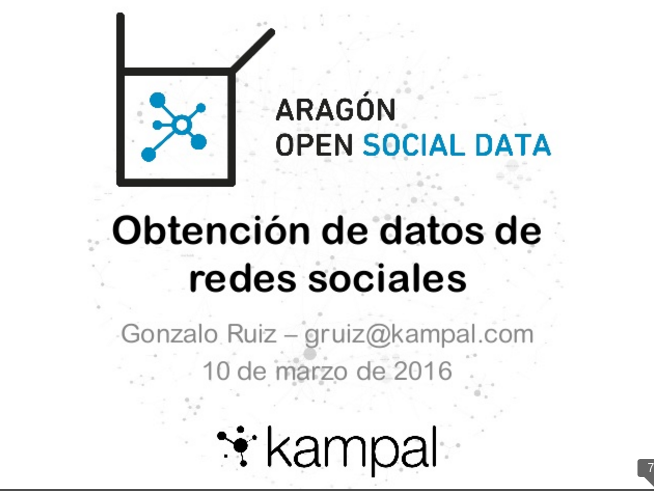 ARAGÓN
OPEN SOCIAL DATA
Obtención de datos de
redes sociales
Gonzalo Ruiz – gruiz@kampal.com
10 de marzo de 2016
kampal
7